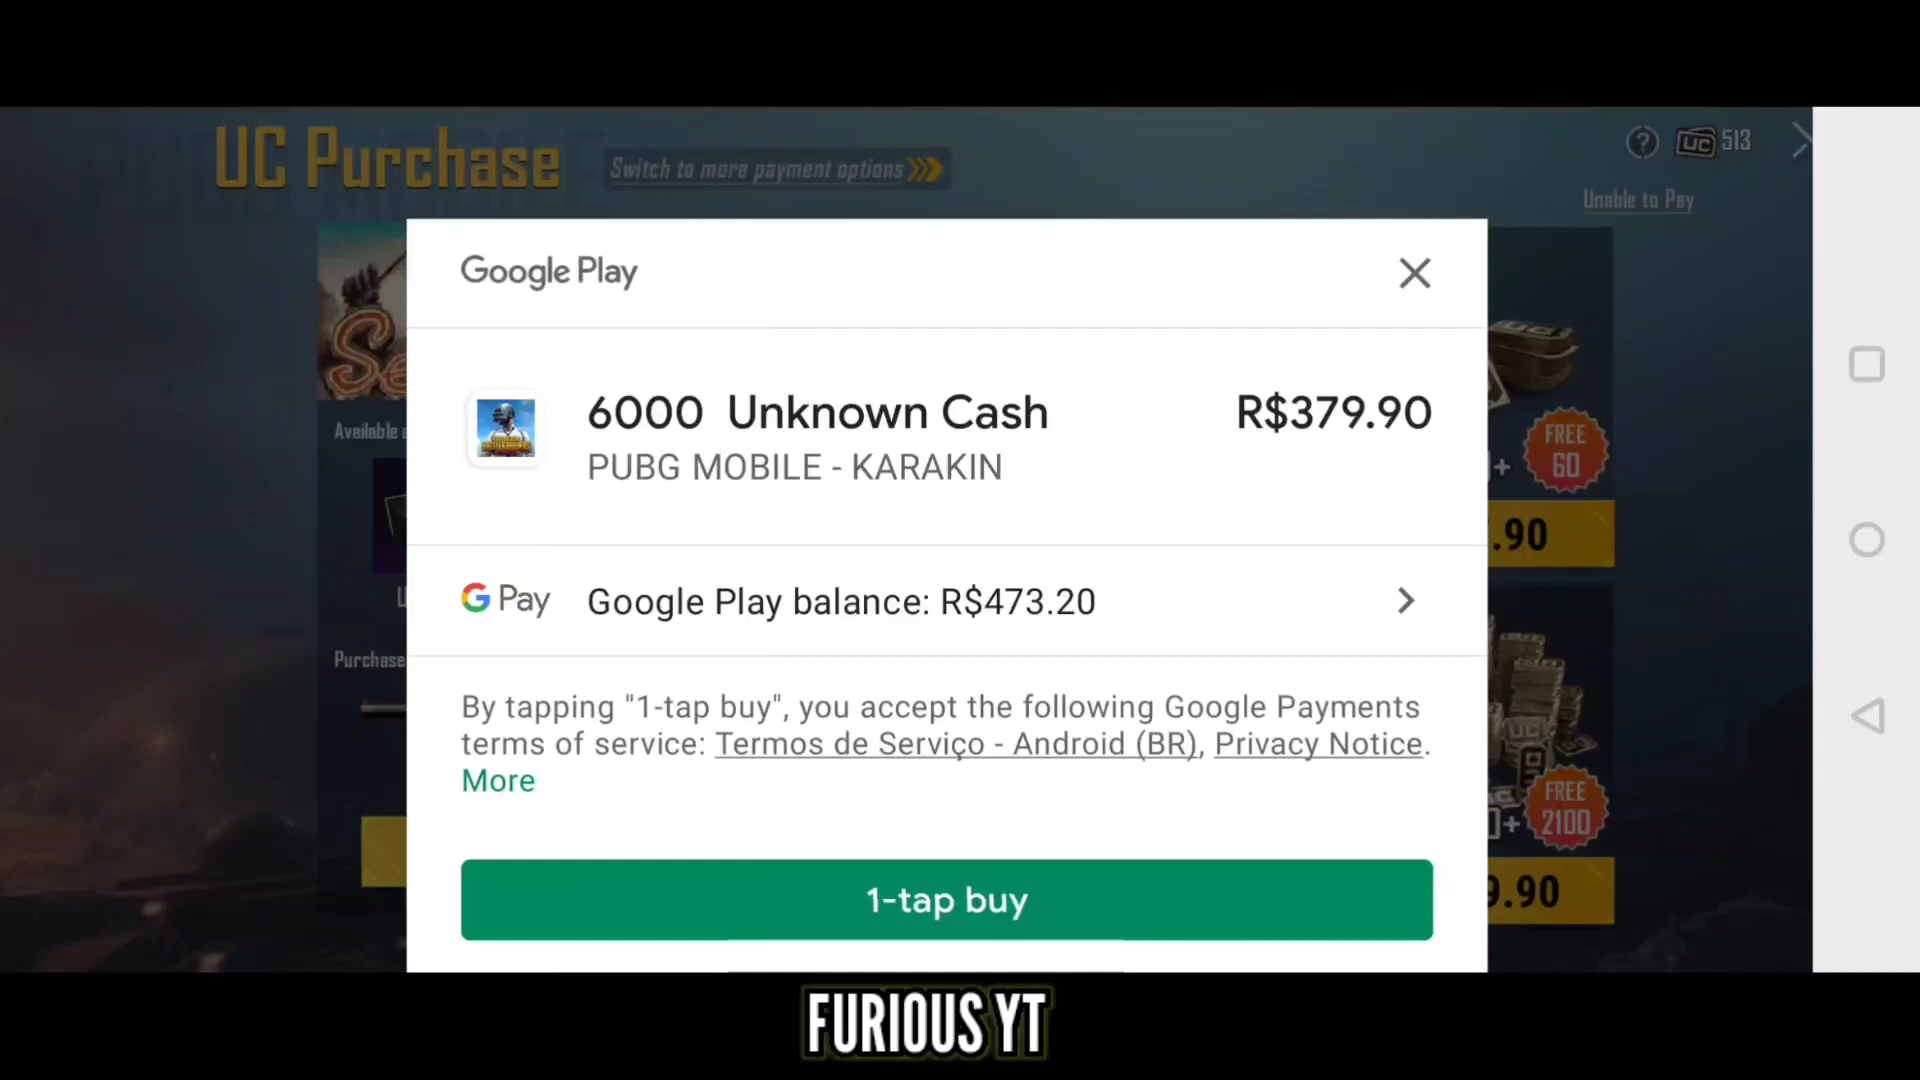 UC Purchase
Switch to more payment options
UC 513
Unable to Pay
Google Play
6000 Unknown Cash
R$379.90
PUBG MOBILE - KARAKIN
Available
FREE
60
+
.90
G Pay
Google Play balance: R$473.20
Purchase
By tapping "1-tap buy", you accept the following Google Payments
terms of service: Termos de Serviço - Android (BR), Privacy Notice.
More
FREE
2100
+
9.90
1-tap buy
FURIOUS YT